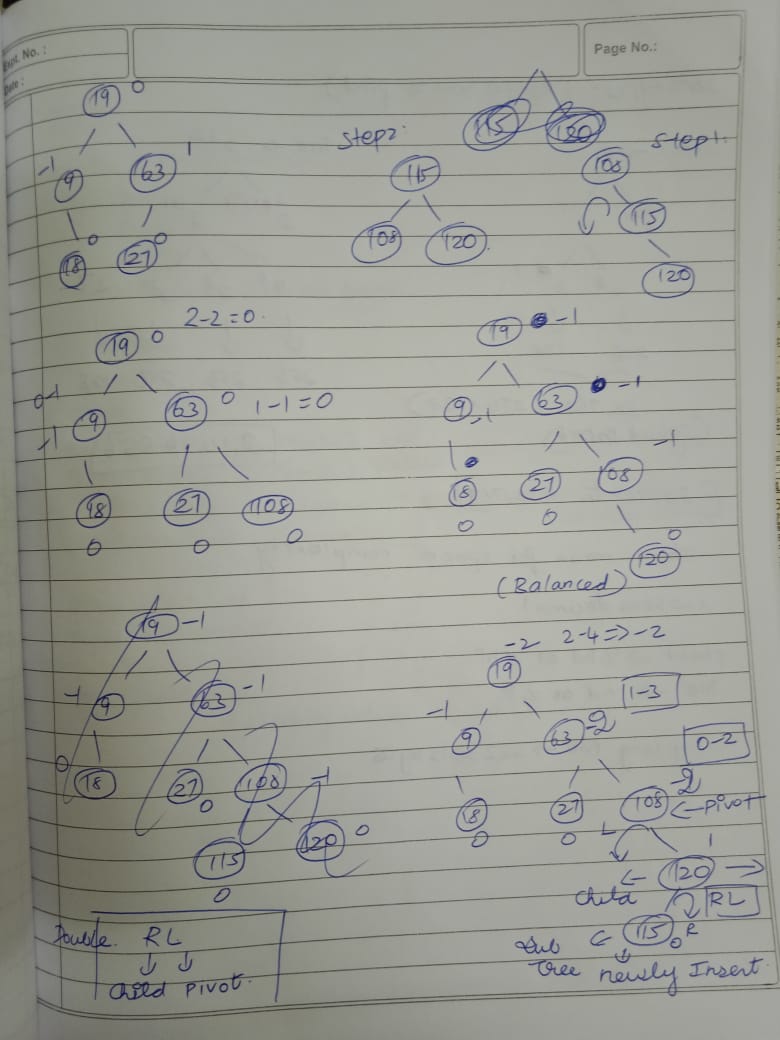 Expt. No. :
Date :
Page No.:
19 0
-1 9 63 1
18 0 27 0
115 120
Step2:
115
108 120
Step1:
108
115
120
19 0 2-2=0
-1 9 63 0 1-1=0
18 27 108
0 0 0
19 -1
9 -1 63 -1
18 27 108 -1
0 0 120 0
(Balanced)
19 -1
-1 9 63 -1
0 18 27 0 108 -1
115 120 0
0
19 -2 2-4=>-2
-1 9 63 -2 1-3
0-2
18 27 108 -2 <-Pivot
0 0 L
120 1
Child RL
115 0 R
Sub Tree newly Insert.
Double. RL
Child Pivot.